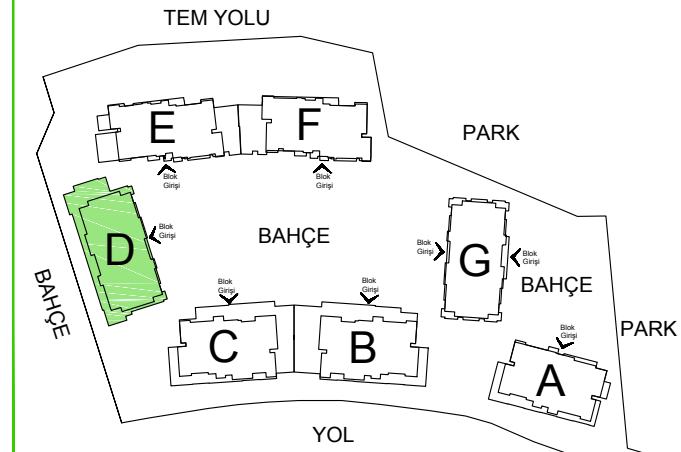 TEM YOLU
E
F
PARK
Blok
Girişi
Blok
Girişi
D
Blok
Girişi
BAHÇE
Blok
Girişi
G
Blok
Girişi
BAHÇE
BAHÇE
Blok
Girişi
Blok
Girişi
PARK
C
B
Blok
Girişi
A
YOL